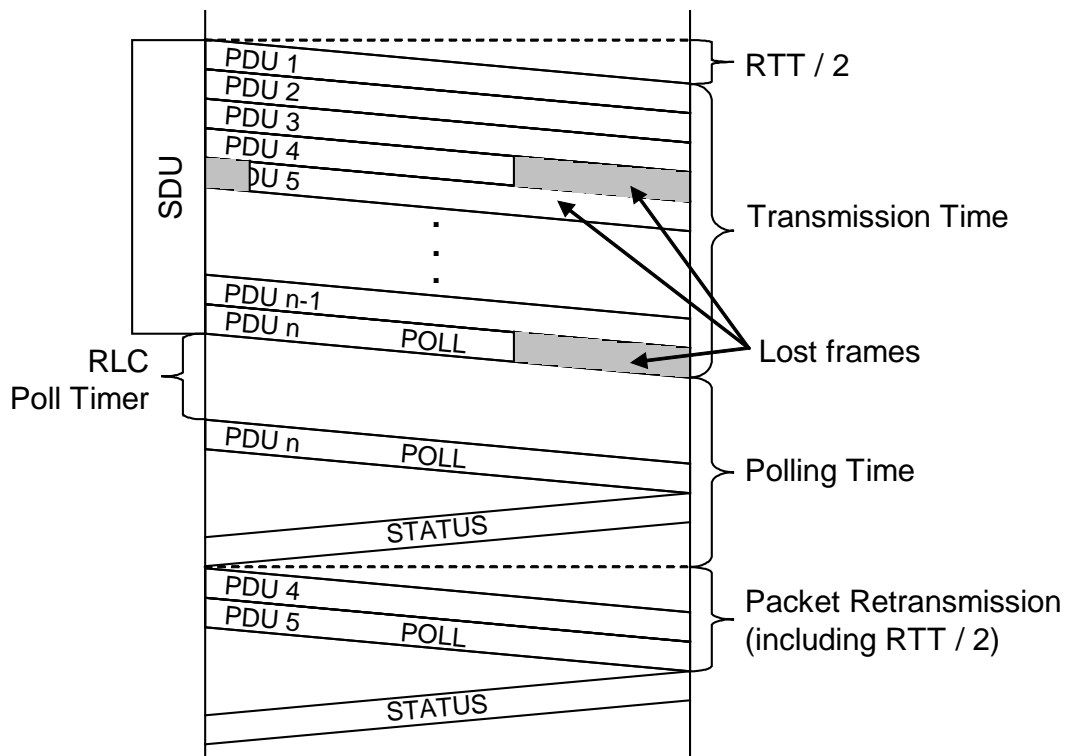 RTT / 2
PDU 1
PDU 2
PDU 3
PDU 4
DU 5
SDU
Transmission Time
PDU n-1
PDU n POLL
Lost frames
RLC
Poll Timer
PDU n POLL
Polling Time
STATUS
PDU 4
PDU 5 POLL
Packet Retransmission
(including RTT / 2)
STATUS